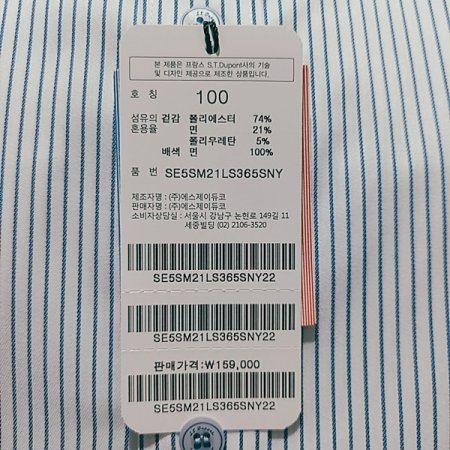 본 제품은 프랑스 S.T.Dupont사의 기술
및 디자인 제공으로 제조한 상품입니다.
호 칭 100
섬유의 겉감 폴리에스터 74%
혼용율 면 21%
폴리우레탄 5%
배색 면 100%
품 번 SE5SM21LS365SNY
제조자명 : (주)에스제이듀코
판매자명 : (주)에스제이듀코
소비자상담실 : 서울시 강남구 논현로 149길 11
세중빌딩 (02) 2106-3520
SE5SM21LS365SNY22
SE5SM21LS365SNY22
판매가격:₩159,000
SE5SM21LS365SNY22